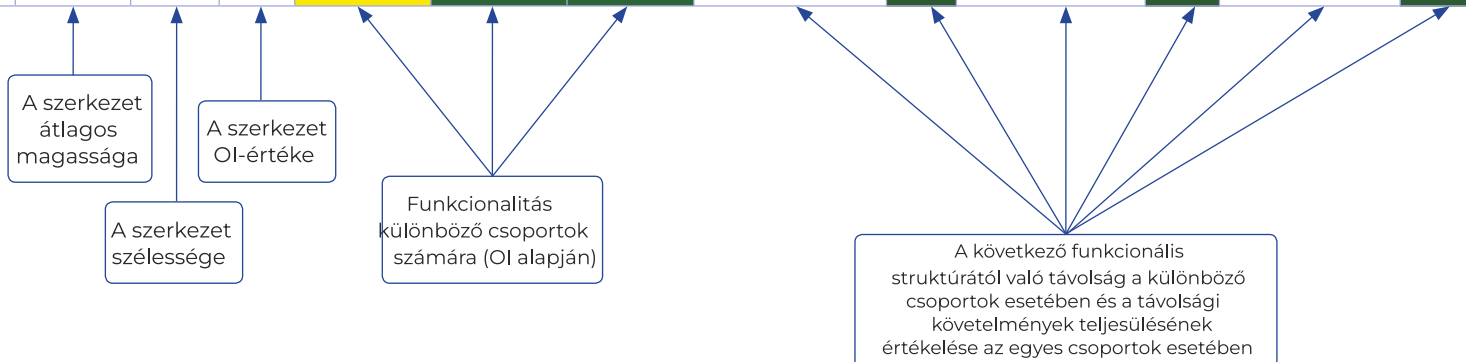 A szerkezet
átlagos
magassága
A szerkezet
szélessége
A szerkezet
OI-értéke
Funkcionalitás
különböző csoportok
számára (OI alapján)
A következő funkcionális
struktúrától való távolság a különböző
csoportok esetében és a távolsági
követelmények teljesülésének
értékelése az egyes csoportok esetében